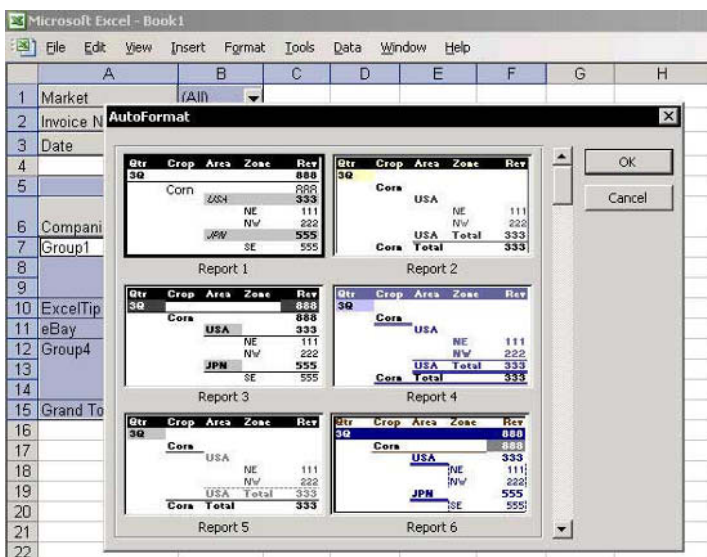 Microsoft Excel - Book1
File Edit View Insert Format Tools Data Window Help
A B C D E F G H
1 Market (All)
2 Invoice N
AutoFormat
3 Date
4
5
6 Compani
7 Group1
8
9
10 ExcelTip
11 eBay
12 Group4
13
14
15 Grand To
16
17
18
19
20
21
22
OK
Cancel
Qtr Crop Area Zone Rev
3Q 888
Corn 888
USA 333
NE 111
NW 222
JPN 555
SE 555
Report 1
Qtr Crop Area Zone Rev
3Q
Corn
USA
NE 111
NW 222
USA Total 333
Corn Total 333
Report 2
Qtr Crop Area Zone Rev
3Q 888
Corn 888
USA 333
NE 111
NW 222
JPN 555
SE 555
Report 3
Qtr Crop Area Zone Rev
3Q
Corn
USA
NE 111
NW 222
USA Total 333
Corn Total 333
Report 4
Qtr Crop Area Zone Rev
3Q
Corn
USA
NE 111
NW 222
USA Total 333
Corn Total 333
Report 5
Qtr Crop Area Zone Rev
3Q 888
Corn 888
USA 333
NE 111
NW 222
JPN 555
SE 555
Report 6